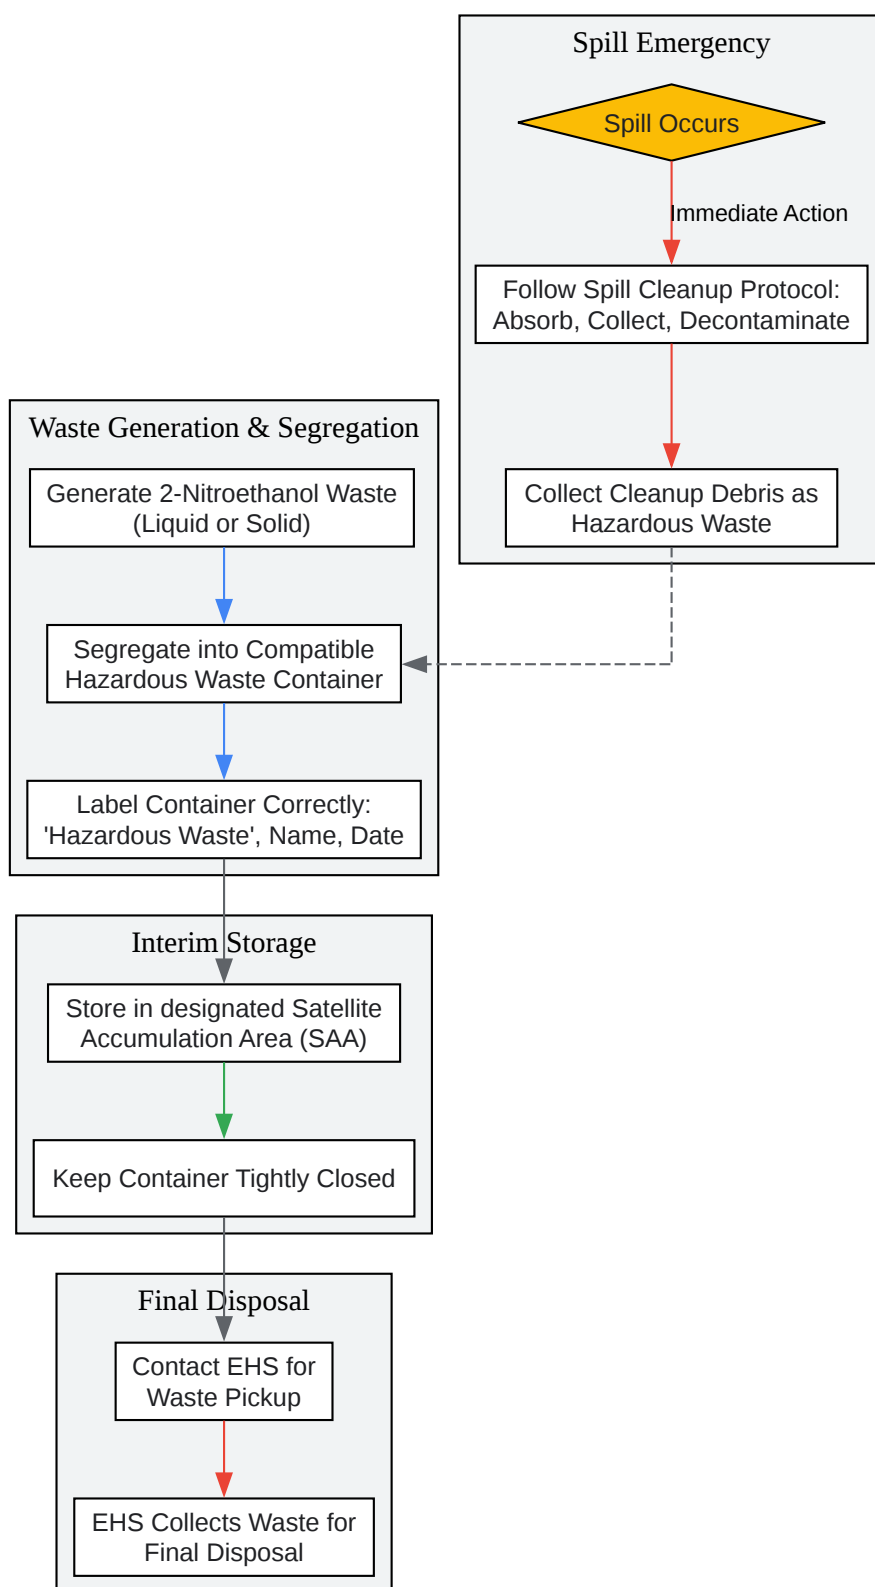 Spill Emergency
Spill Occurs
Immediate Action
Follow Spill Cleanup Protocol:
Absorb, Collect, Decontaminate
Collect Cleanup Debris as
Hazardous Waste
Waste Generation & Segregation
Generate 2-Nitroethanol Waste
(Liquid or Solid)
Segregate into Compatible
Hazardous Waste Container
Label Container Correctly:
'Hazardous Waste', Name, Date
Interim Storage
Store in designated Satellite
Accumulation Area (SAA)
Keep Container Tightly Closed
Final Disposal
Contact EHS for
Waste Pickup
EHS Collects Waste for
Final Disposal